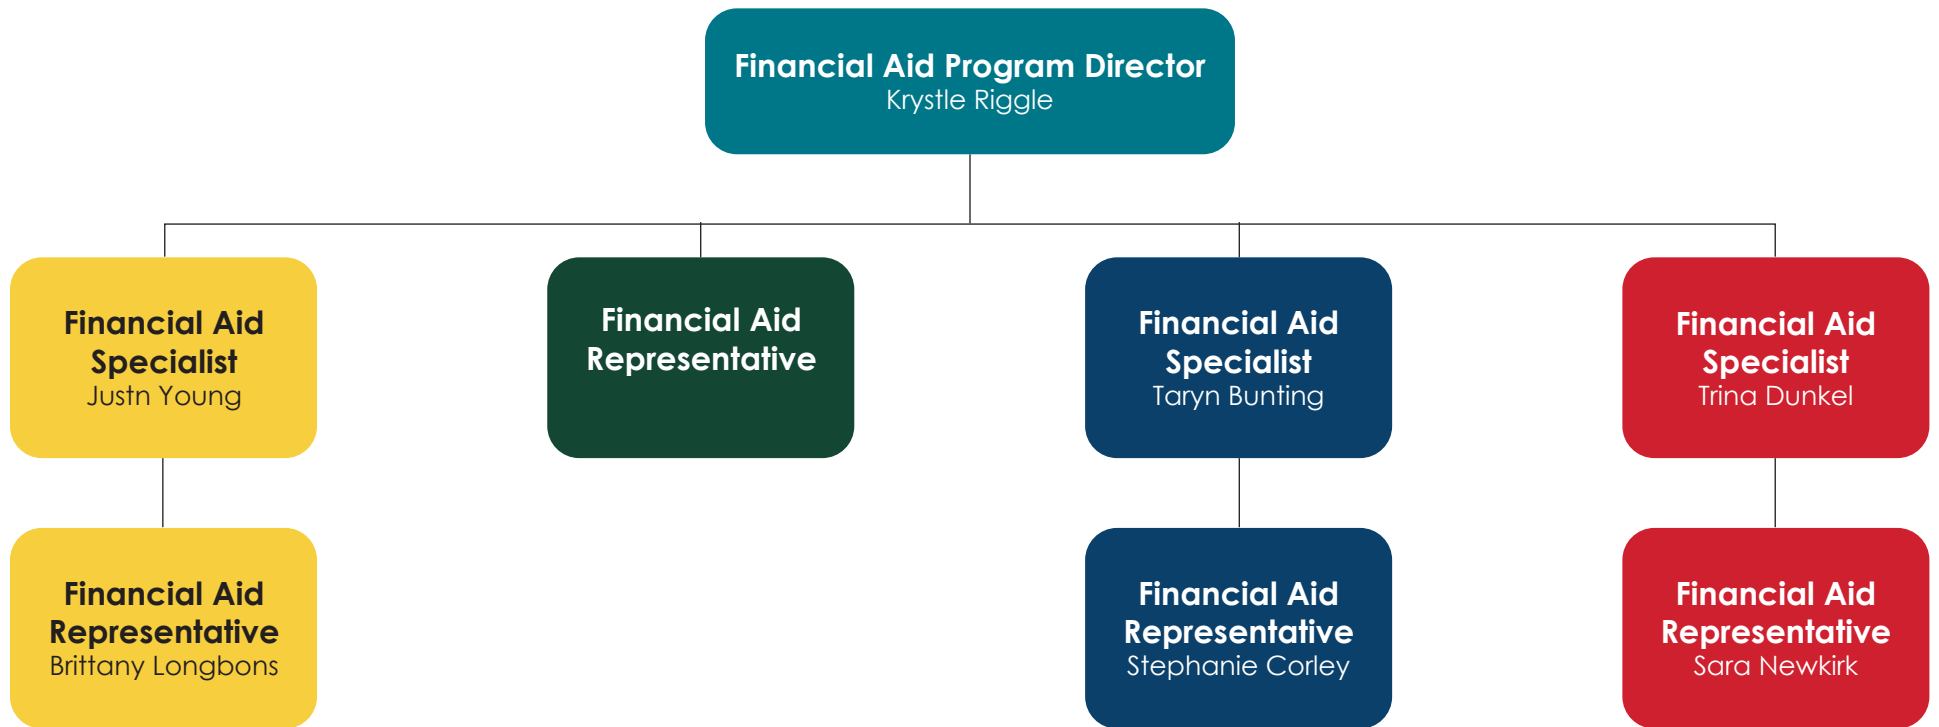 Financial Aid Program Director
Krystle Riggle
Financial Aid
Specialist
Justn Young
Financial Aid
Representative
Financial Aid
Specialist
Taryn Bunting
Financial Aid
Specialist
Trina Dunkel
Financial Aid
Representative
Brittany Longbons
Financial Aid
Representative
Stephanie Corley
Financial Aid
Representative
Sara Newkirk